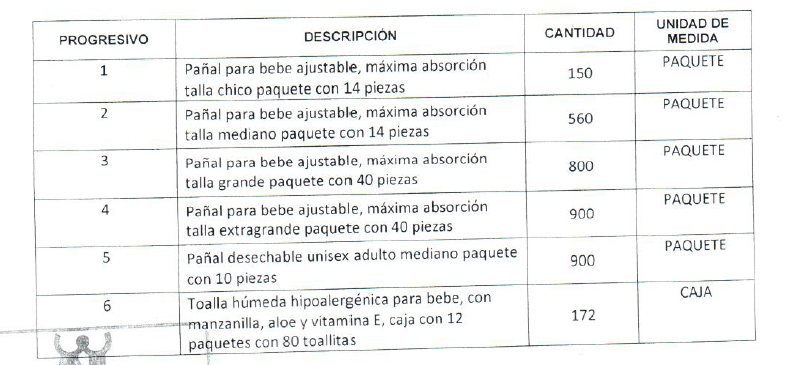 PROGRESIVO DESCRIPCIÓN CANTIDAD UNIDAD DE
MEDIDA
1 Pañal para bebe ajustable, máxima absorción 150 PAQUETE
talla chico paquete con 14 piezas
2 Pañal para bebe ajustable, máxima absorción 560 PAQUETE
talla mediano paquete con 14 piezas
3 Pañal para bebe ajustable, máxima absorción 800 PAQUETE
talla grande paquete con 40 piezas
4 Pañal para bebe ajustable, máxima absorción 900 PAQUETE
talla extragrande paquete con 40 piezas
5 Pañal desechable unisex adulto mediano paquete 900 PAQUETE
con 10 piezas
6 Toalla húmeda hipoalergénica para bebe, con 172 CAJA
manzanilla, aloe y vitamina E, caja con 12
paquetes con 80 toallitas